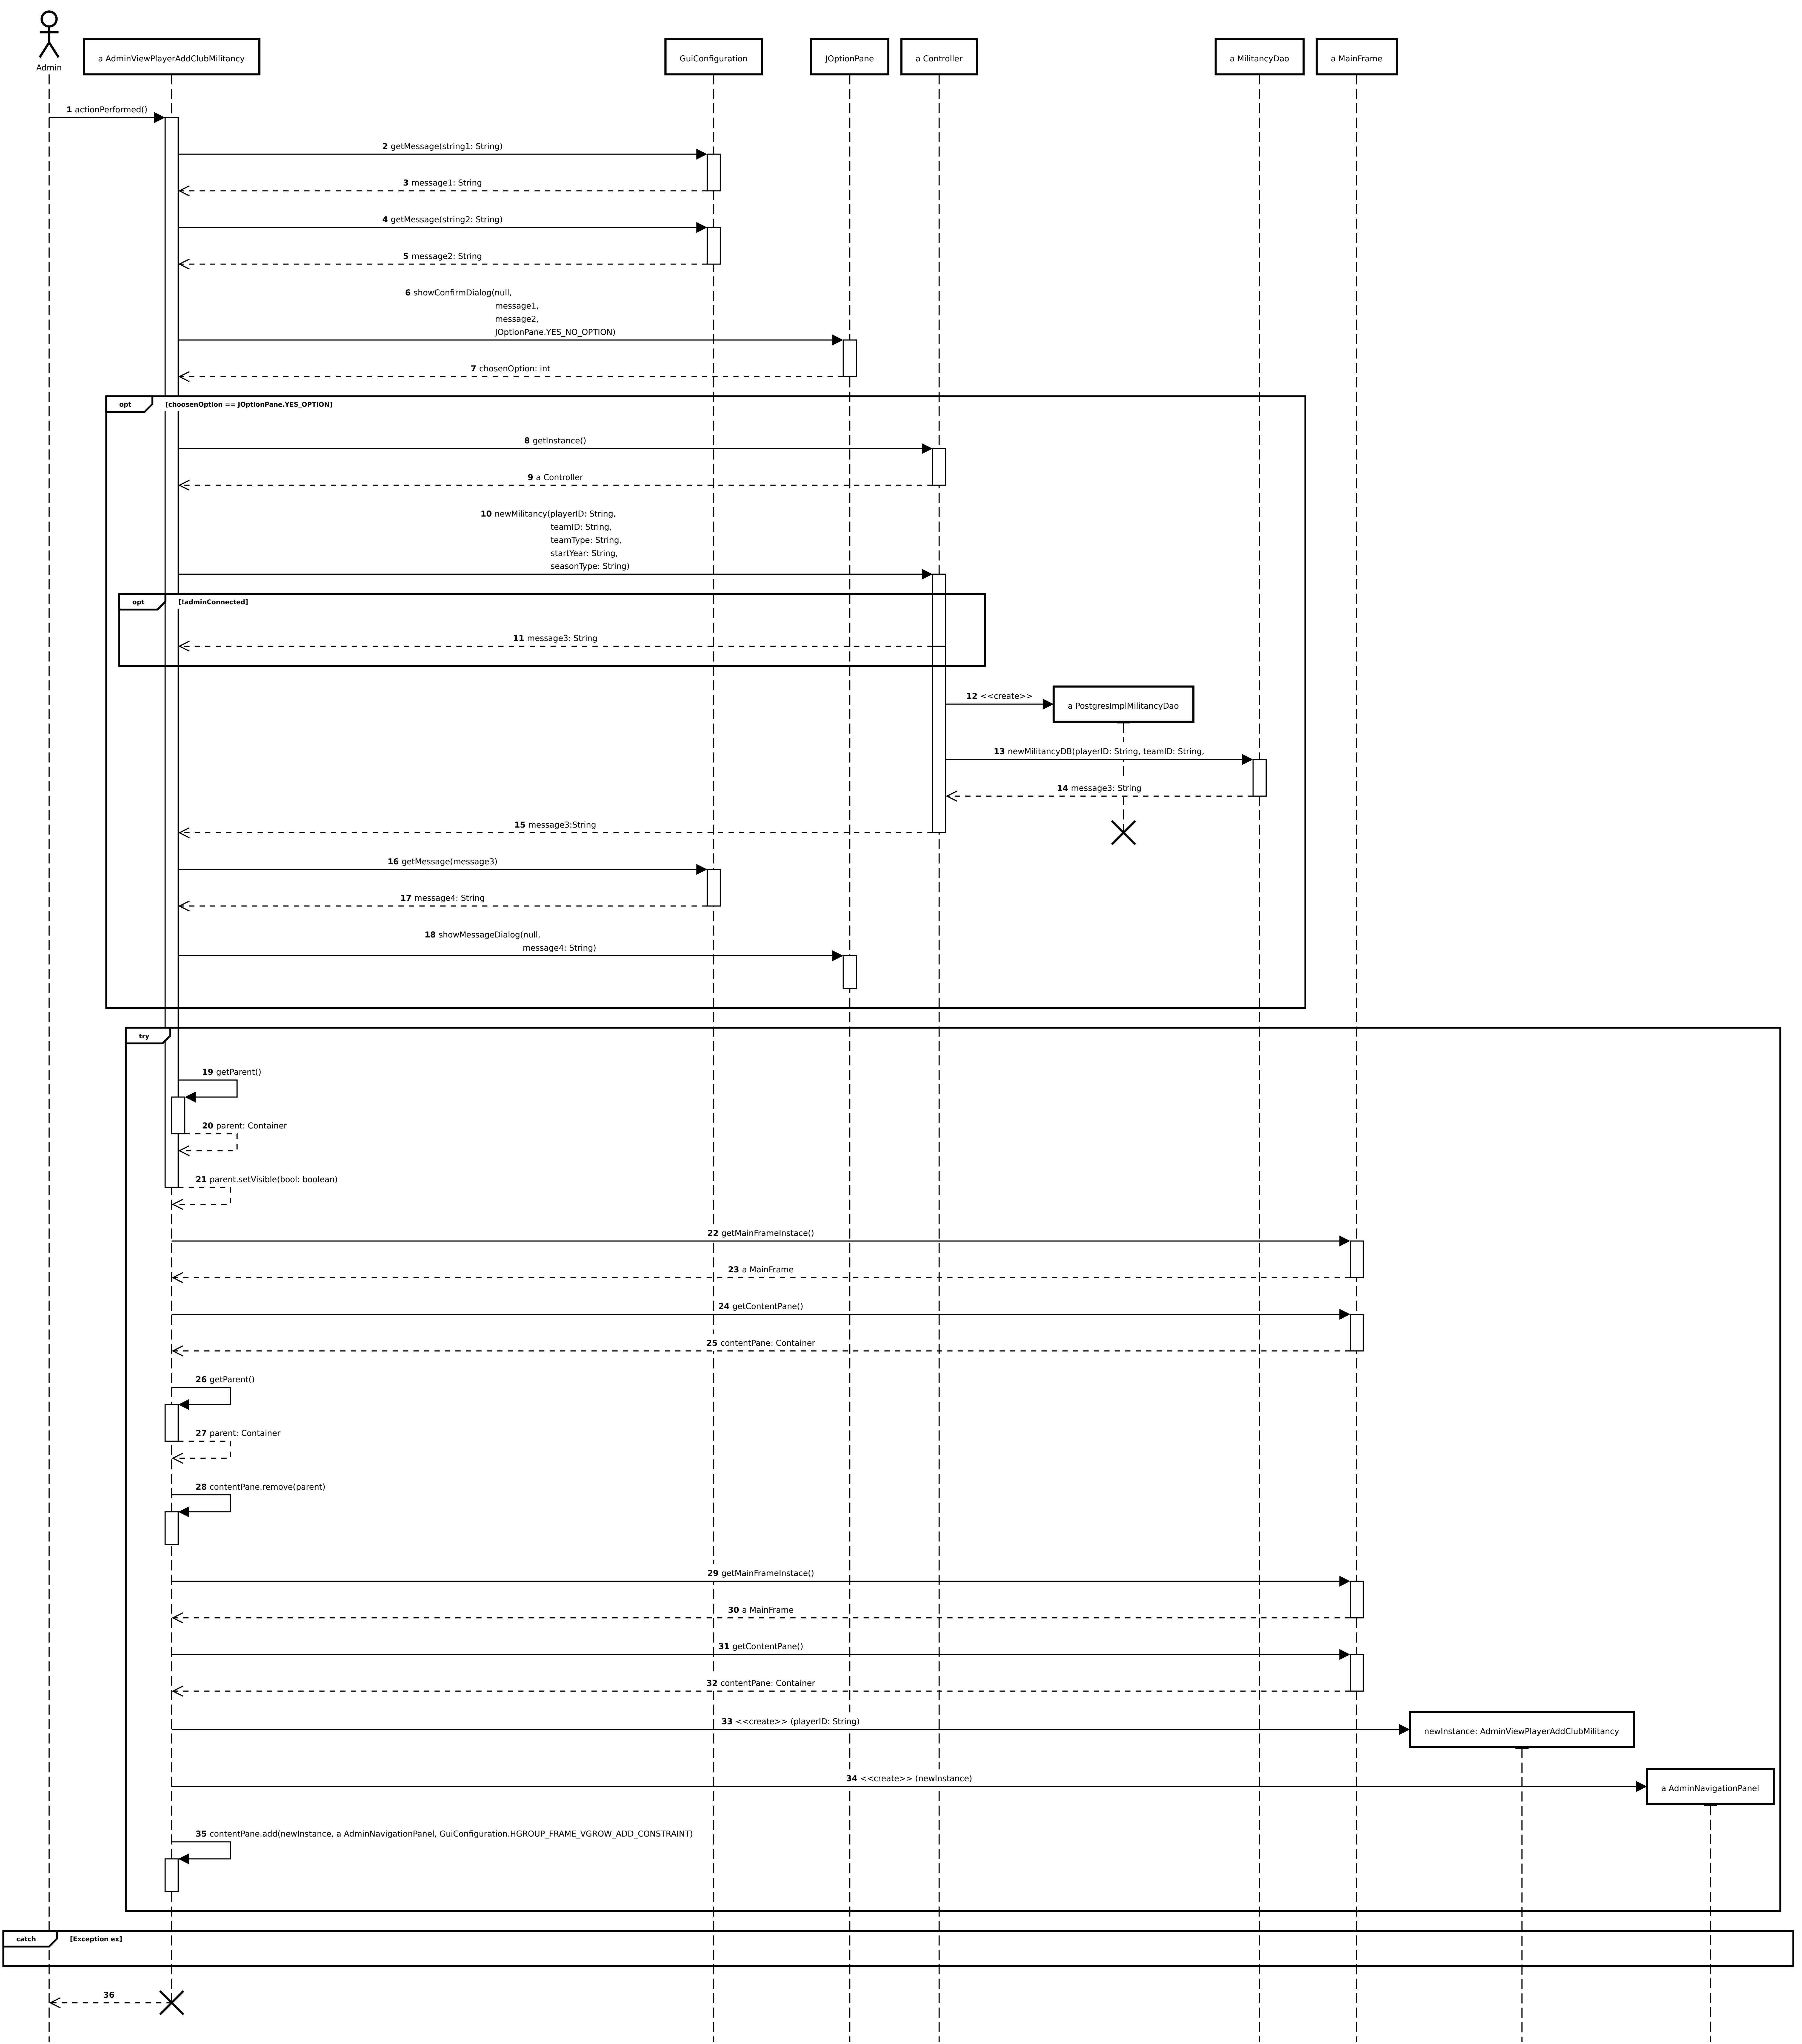 Admin
a AdminViewPlayerAddClubMilitancy
GuiConfiguration
JOptionPane
a Controller
a MilitancyDao
a MainFrame
1 actionPerformed()
2 getMessage(string1: String)
3 message1: String
4 getMessage(string2: String)
5 message2: String
6 showConfirmDialog(null,
message1,
message2,
JOptionPane.YES_NO_OPTION)
7 chosenOption: int
opt [choosenOption == JOptionPane.YES_OPTION]
8 getInstance()
9 a Controller
10 newMilitancy(playerID: String,
teamID: String,
teamType: String,
startYear: String,
seasonType: String)
opt [!adminConnected]
11 message3: String
12 <<create>>
a PostgresImplMilitancyDao
13 newMilitancyDB(playerID: String, teamID: String,
14 message3: String
15 message3:String
16 getMessage(message3)
17 message4: String
18 showMessageDialog(null,
message4: String)
try
19 getParent()
20 parent: Container
21 parent.setVisible(bool: boolean)
22 getMainFrameInstace()
23 a MainFrame
24 getContentPane()
25 contentPane: Container
26 getParent()
27 parent: Container
28 contentPane.remove(parent)
29 getMainFrameInstace()
30 a MainFrame
31 getContentPane()
32 contentPane: Container
33 <<create>> (playerID: String)
newInstance: AdminViewPlayerAddClubMilitancy
34 <<create>> (newInstance)
a AdminNavigationPanel
35 contentPane.add(newInstance, a AdminNavigationPanel, GuiConfiguration.HGROUP_FRAME_VGROW_ADD_CONSTRAINT)
catch [Exception ex]
36